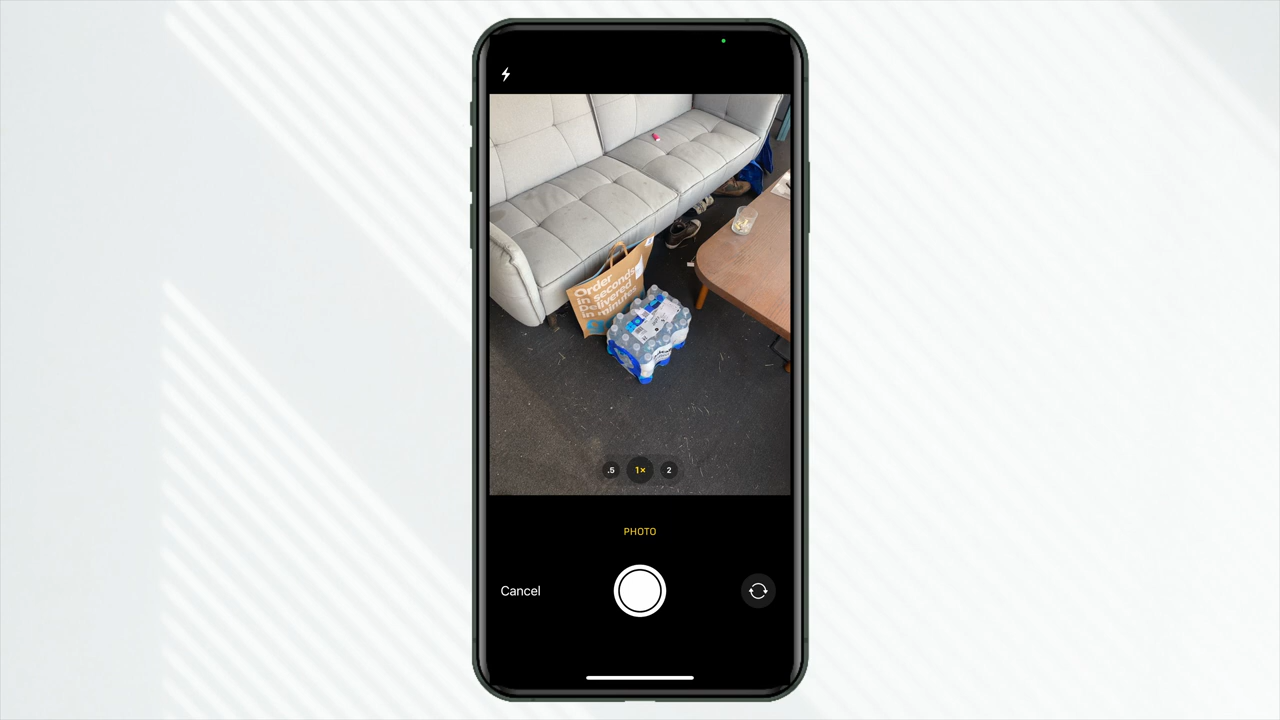 Order
in seconds
Delivered
in minutes
.5
1×
2
PHOTO
Cancel